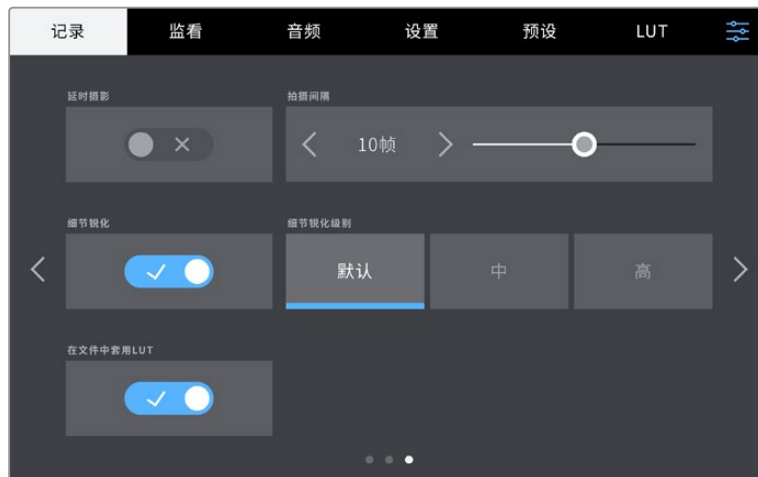 记录 监看 音频 设置 预设 LUT
延时摄影 拍摄间隔
10帧
细节锐化 细节锐化级别
默认 中 高
在文件中套用LUT